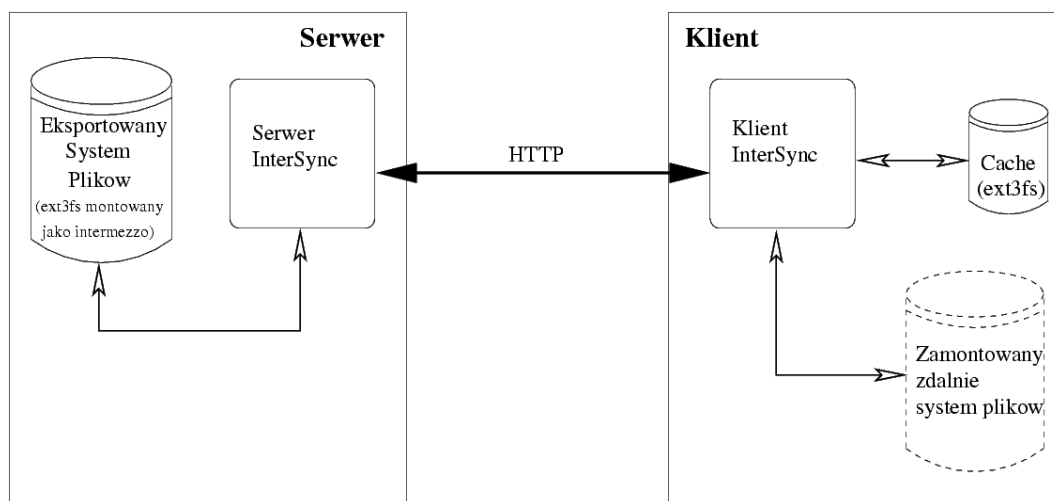 Serwer
Eksportowany
System
Plikow
(ext3fs montowany
jako intermezzo)
Serwer
InterSync
HTTP
Klient
Klient
InterSync
Cache
(ext3fs)
Zamontowany
zdalnie
system plikow